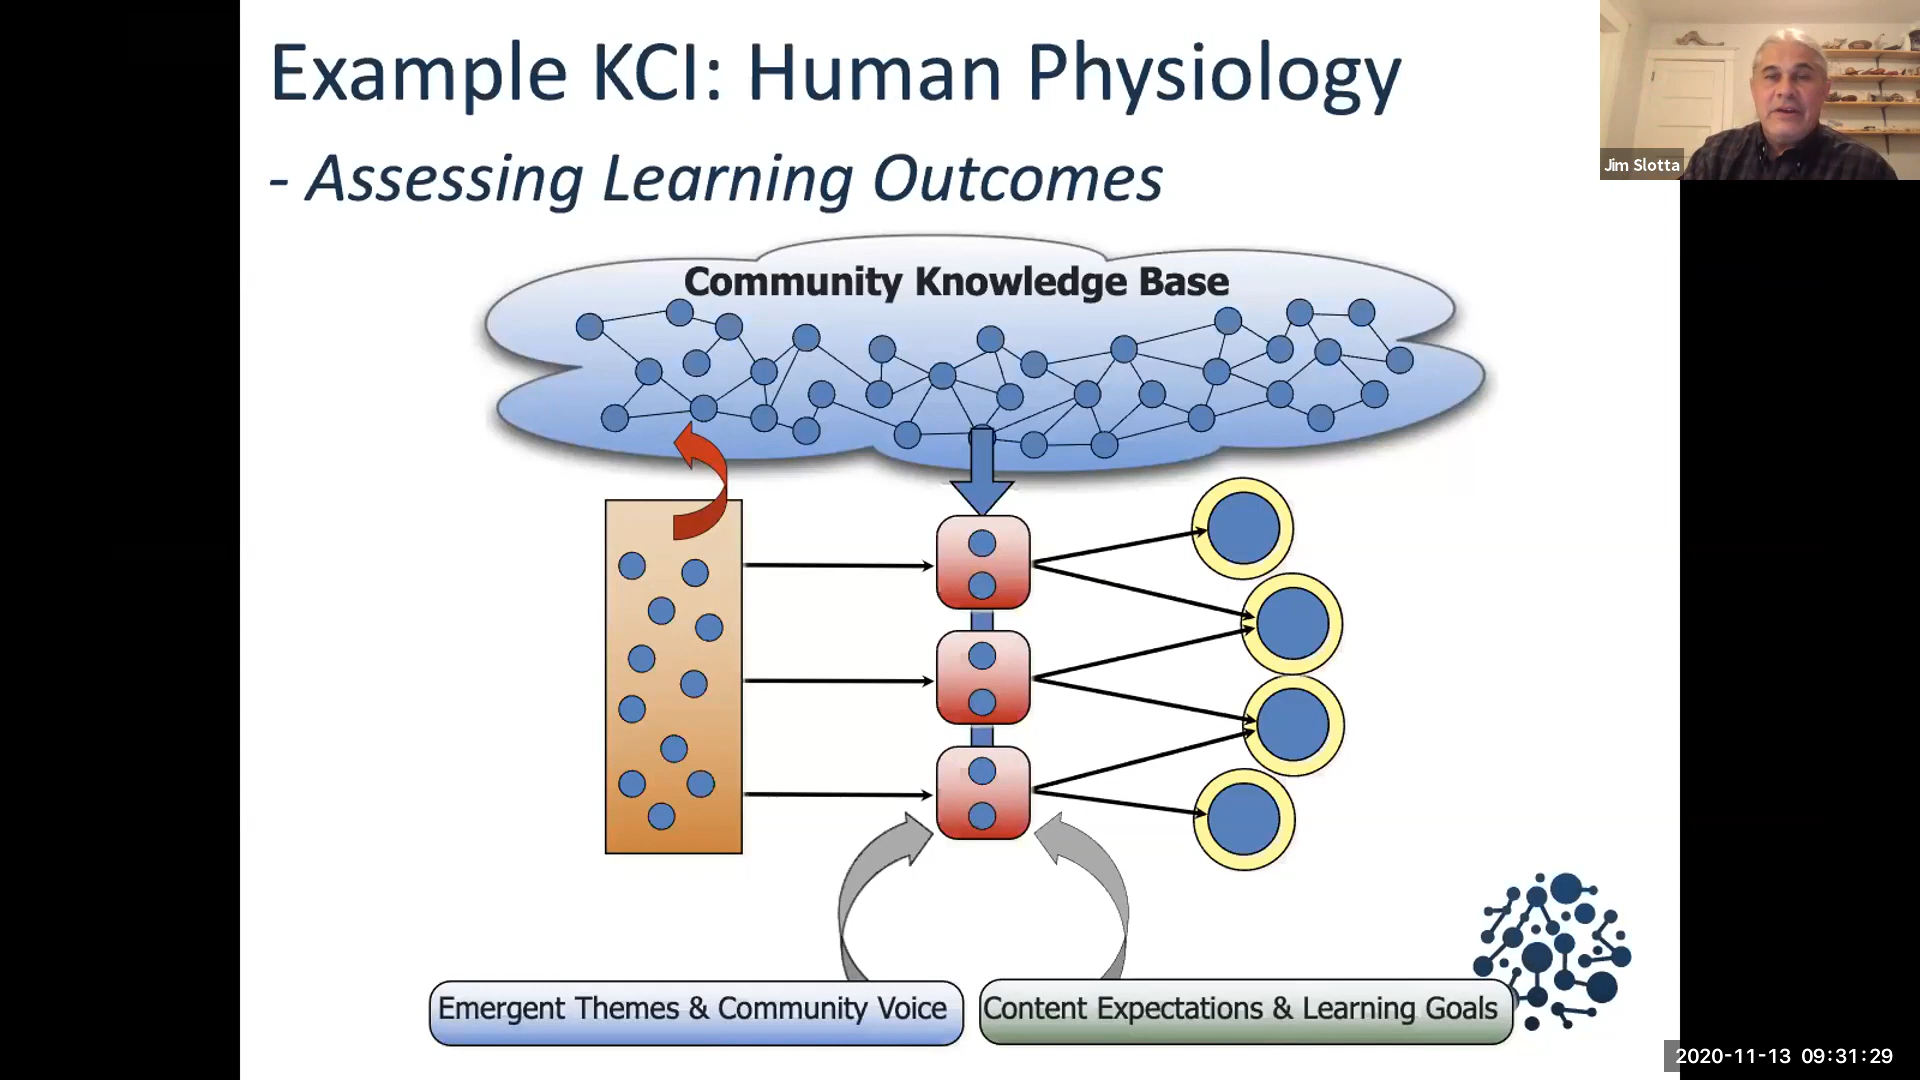 Example KCI: Human Physiology
- Assessing Learning Outcomes
Jim Slotta
Community Knowledge Base
Emergent Themes & Community Voice
Content Expectations & Learning Goals
2020-11-13 09:31:29